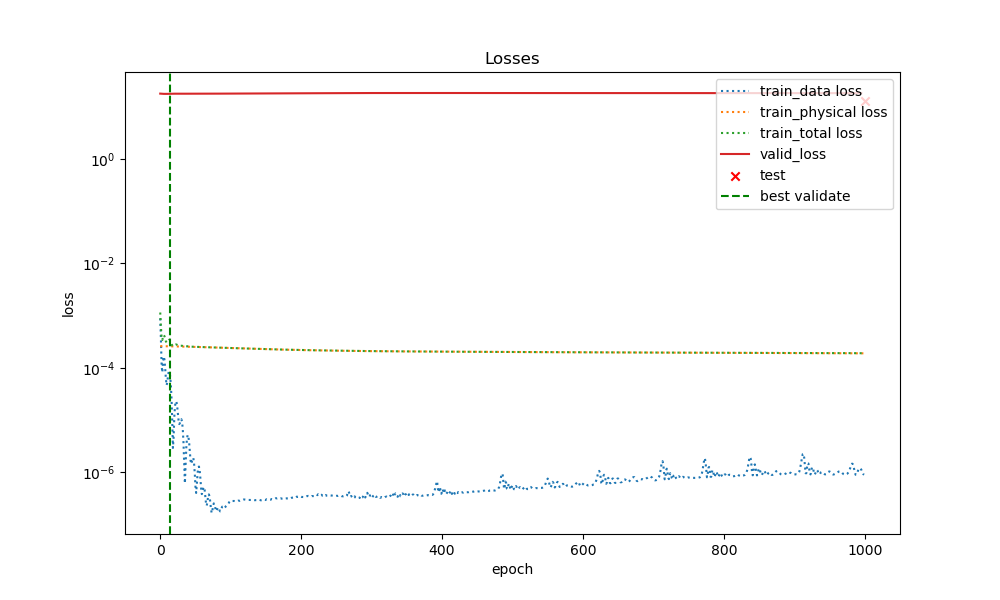 Losses
train_data loss
train_physical loss
train_total loss
valid_loss
test
best validate
10⁰
10⁻²
10⁻⁴
10⁻⁶
loss
0 200 400 600 800 1000
epoch